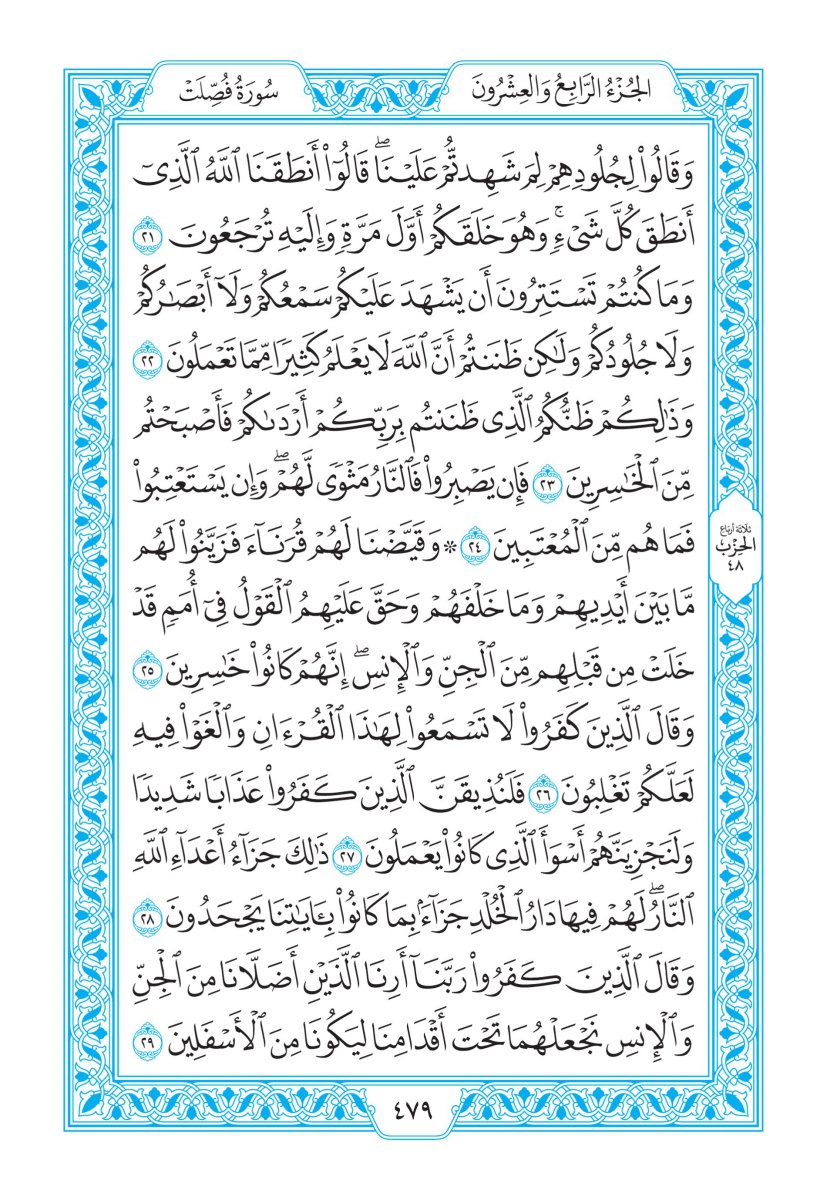 الجُزْءُ الرَّابِعُ وَالعِشْرُونَ
سُورَةُ فُصِّلَتْ
وَقَالُواْ لِجُلُودِهِمْ لِمَ شَهِدتُّمْ عَلَيْنَاۖ قَالُوٓاْ أَنطَقَنَا ٱللَّهُ ٱلَّذِىٓ
أَنطَقَ كُلَّ شَىْءٖۚ وَهُوَ خَلَقَكُمْ أَوَّلَ مَرَّةٖ وَإِلَيْهِ تُرْجَعُونَ ٢١
وَمَا كُنتُمْ تَسْتَتِرُونَ أَن يَشْهَدَ عَلَيْكُمْ سَمْعُكُمْ وَلَآ أَبْصَٰرُكُمْ
وَلَا جُلُودُكُمْ وَلَٰكِن ظَنَنتُمْ أَنَّ ٱللَّهَ لَا يَعْلَمُ كَثِيرٗا مِّمَّا تَعْمَلُونَ ٢٢
وَذَٰلِكُمْ ظَنُّكُمُ ٱلَّذِى ظَنَنتُم بِرَبِّكُمْ أَرْدَىٰكُمْ فَأَصْبَحْتُم
مِّنَ ٱلْخَٰسِرِينَ ٢٣ فَإِن يَصْبِرُواْ فَٱلنَّارُ مَثْوٗى لَّهُمْۖ وَإِن يَسْتَعْتِبُواْ
فَمَا هُم مِّنَ ٱلْمُعْتَبِينَ ٢٤ ۞ وَقَيَّضْنَا لَهُمْ قُرَنَآءَ فَزَيَّنُواْ لَهُم
مَّا بَيْنَ أَيْدِيهِمْ وَمَا خَلْفَهُمْ وَحَقَّ عَلَيْهِمُ ٱلْقَوْلُ فِىٓ أُمَمٖ قَدْ
خَلَتْ مِن قَبْلِهِم مِّنَ ٱلْجِنِّ وَٱلْإِنسِۖ إِنَّهُمْ كَانُواْ خَٰسِرِينَ ٢٥
وَقَالَ ٱلَّذِينَ كَفَرُواْ لَا تَسْمَعُواْ لِهَٰذَا ٱلْقُرْءَانِ وَٱلْغَوْاْ فِيهِ
لَعَلَّكُمْ تَغْلِبُونَ ٢٦ فَلَنُذِيقَنَّ ٱلَّذِينَ كَفَرُواْ عَذَابٗا شَدِيدٗا
وَلَنَجْزِيَنَّهُمْ أَسْوَأَ ٱلَّذِى كَانُواْ يَعْمَلُونَ ٢٧ ذَٰلِكَ جَزَآءُ أَعْدَآءِ ٱللَّهِ
ٱلنَّارُۖ لَهُمْ فِيهَا دَارُ ٱلْخُلْدِ جَزَآءَۢ بِمَا كَانُواْ بِـَٔايَٰتِنَا يَجْحَدُونَ ٢٨
وَقَالَ ٱلَّذِينَ كَفَرُواْ رَبَّنَآ أَرِنَا ٱلَّذَيْنِ أَضَلَّانَا مِنَ ٱلْجِنِّ
وَٱلْإِنسِ نَجْعَلْهُمَا تَحْتَ أَقْدَامِنَا لِيَكُونَا مِنَ ٱلْأَسْفَلِينَ ٢٩
ثلاثة أرباع
الحِزْب
٤٨
٤٧٩